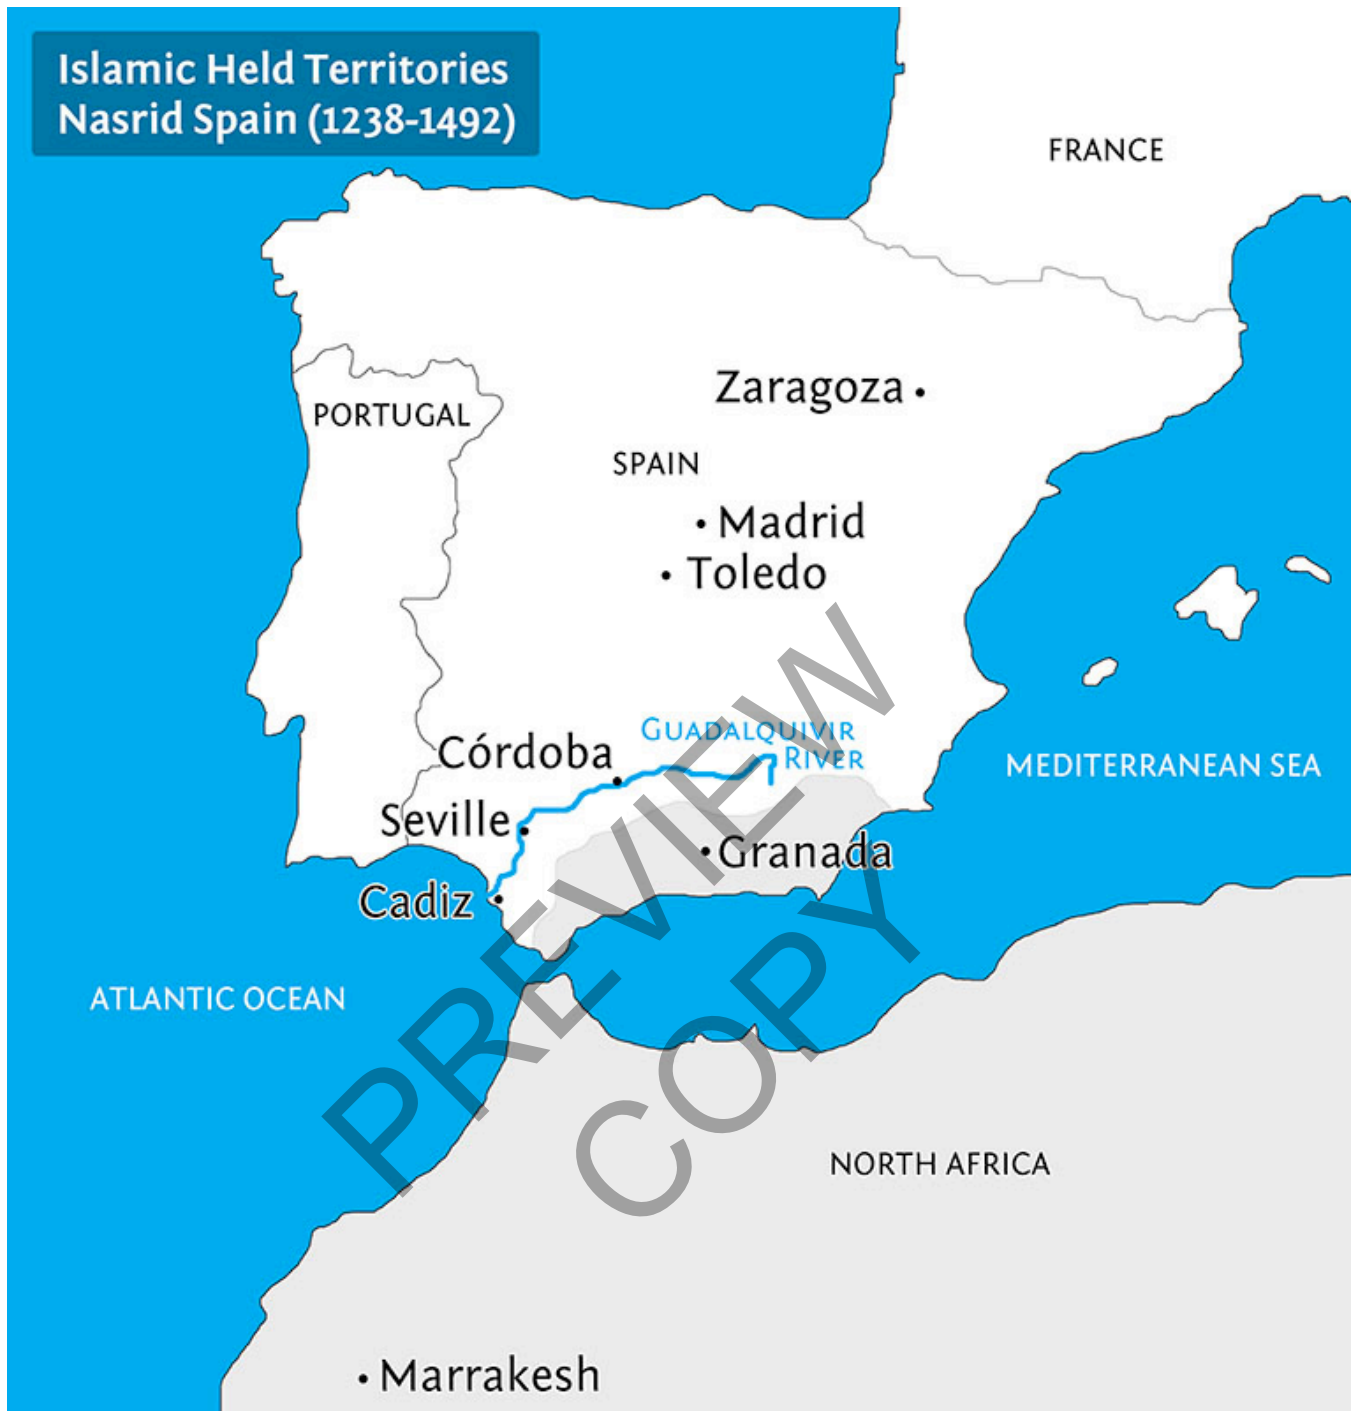 Islamic Held Territories
Nasrid Spain (1238-1492)
FRANCE
Zaragoza
PORTUGAL
SPAIN
Madrid
Toledo
GUADALQUIVIR
RIVER
Córdoba
MEDITERRANEAN SEA
Seville
Granada
Cadiz
ATLANTIC OCEAN
NORTH AFRICA
Marrakesh
PREVIEW
COPY